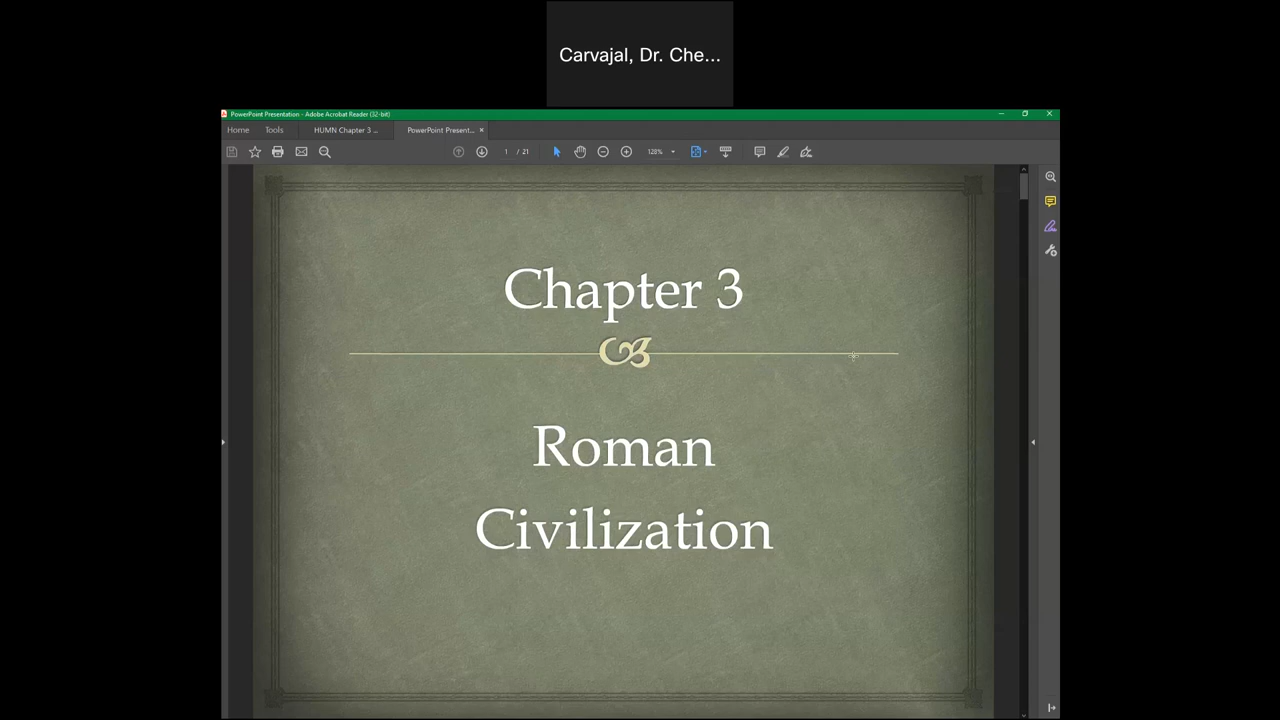 Carvajal, Dr. Che...
PowerPoint Presentation - Adobe Acrobat Reader (32-bit)
Home Tools HUMN Chapter 3 ... PowerPoint Present...
1 / 21 128%
Chapter 3
Roman
Civilization